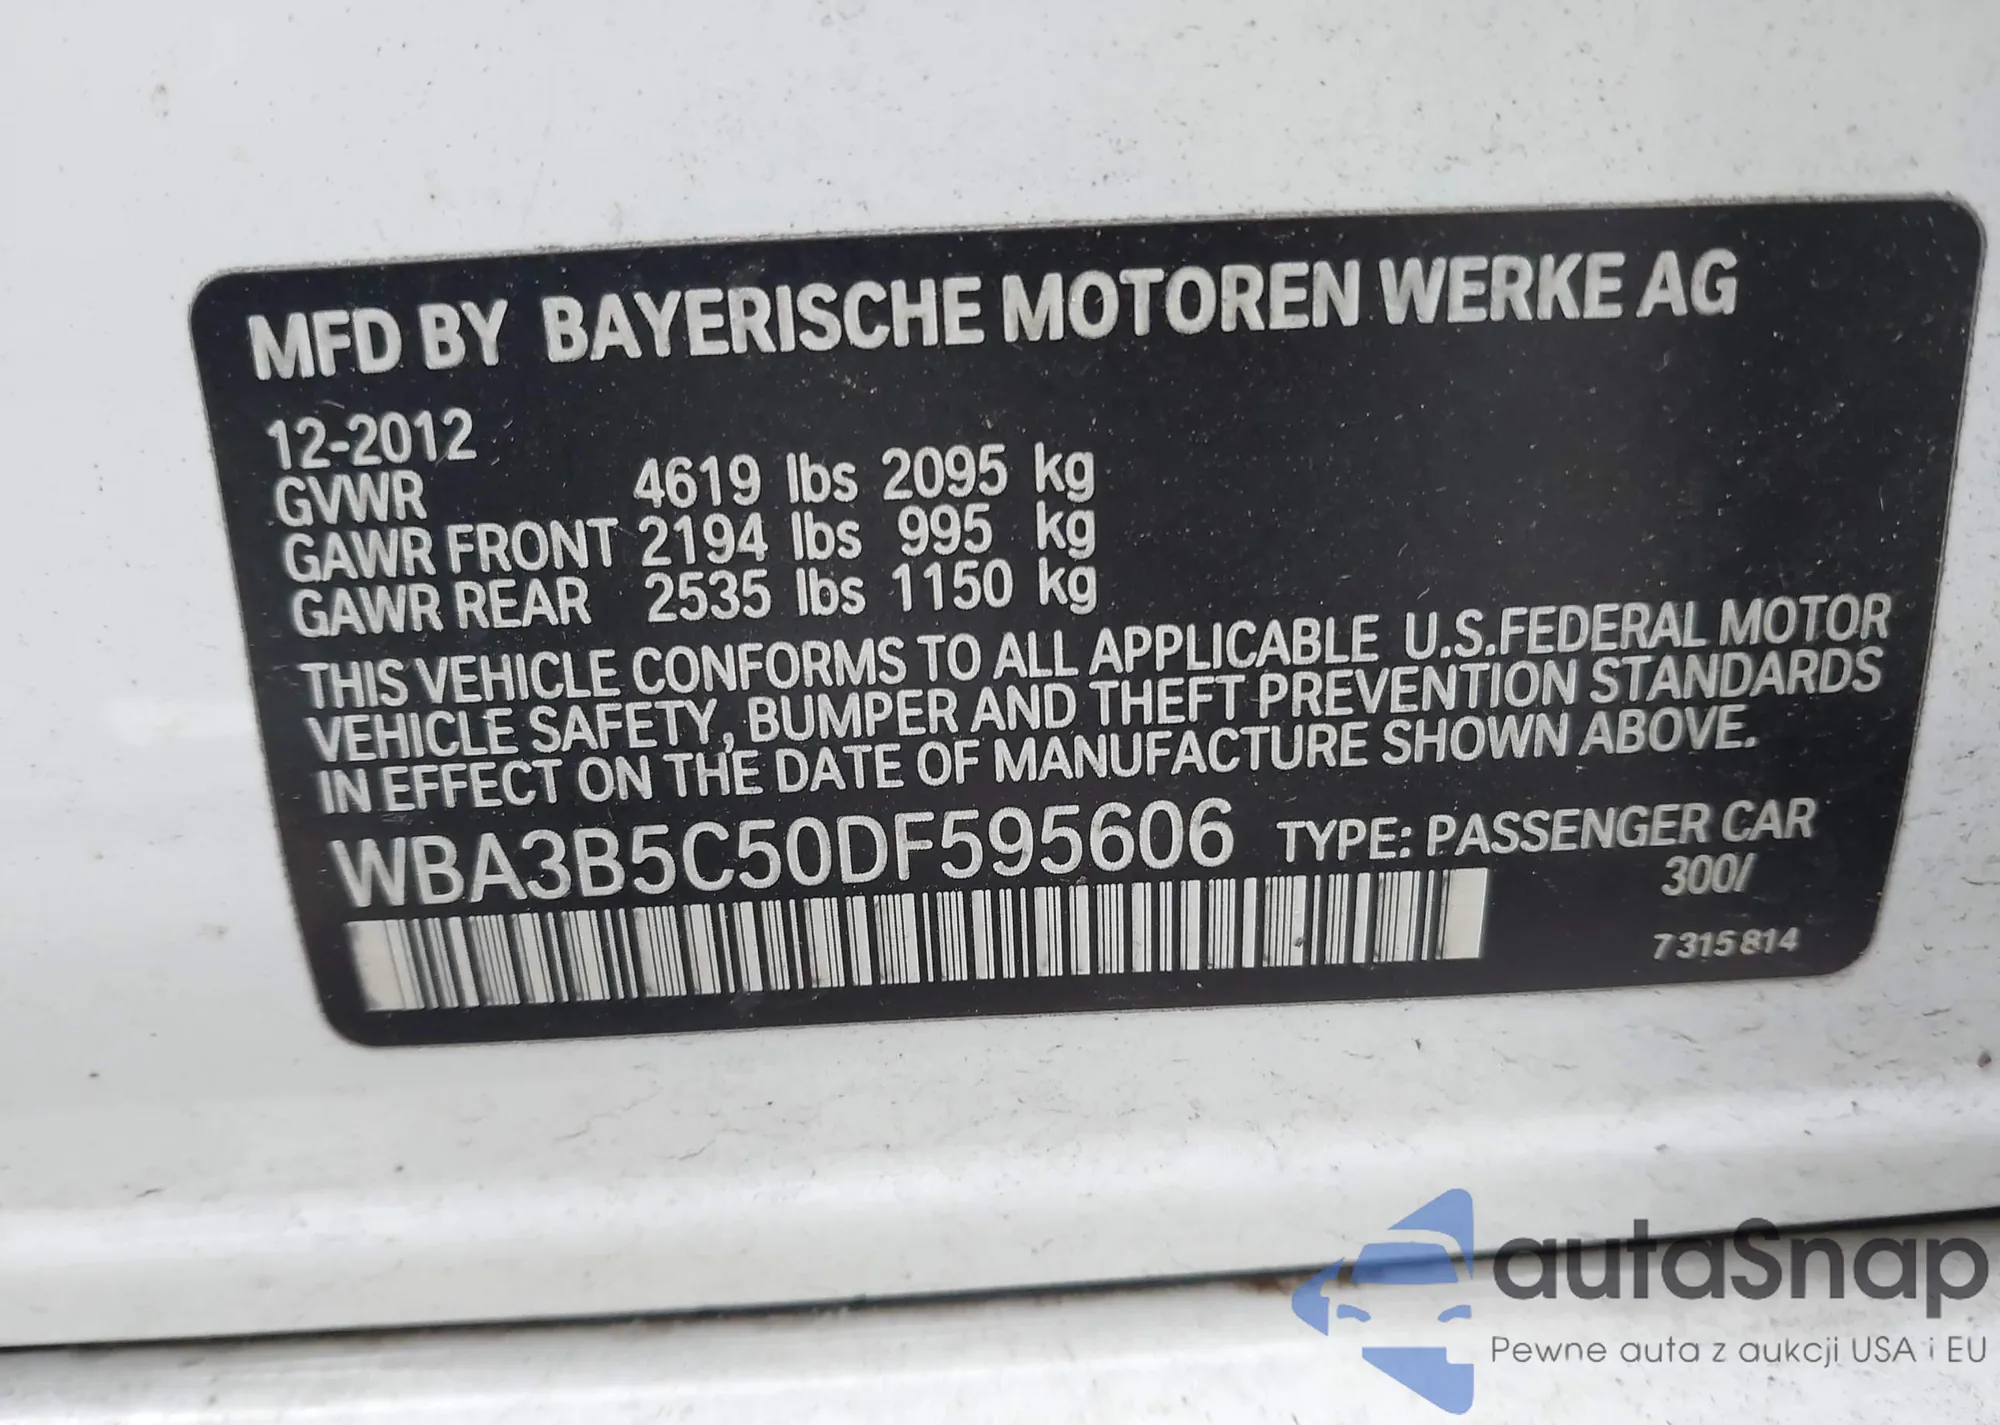 MFD BY BAYERISCHE MOTOREN WERKE AG
12-2012
GVWR 4619 lbs 2095 kg
GAWR FRONT 2194 lbs 995 kg
GAWR REAR 2535 lbs 1150 kg
THIS VEHICLE CONFORMS TO ALL APPLICABLE U.S.FEDERAL MOTOR
VEHICLE SAFETY, BUMPER AND THEFT PREVENTION STANDARDS
IN EFFECT ON THE DATE OF MANUFACTURE SHOWN ABOVE.
WBA3B5C50DF595606 TYPE: PASSENGER CAR
300/
7315814
autaSnap
Pewne auta z aukcji USA i EU